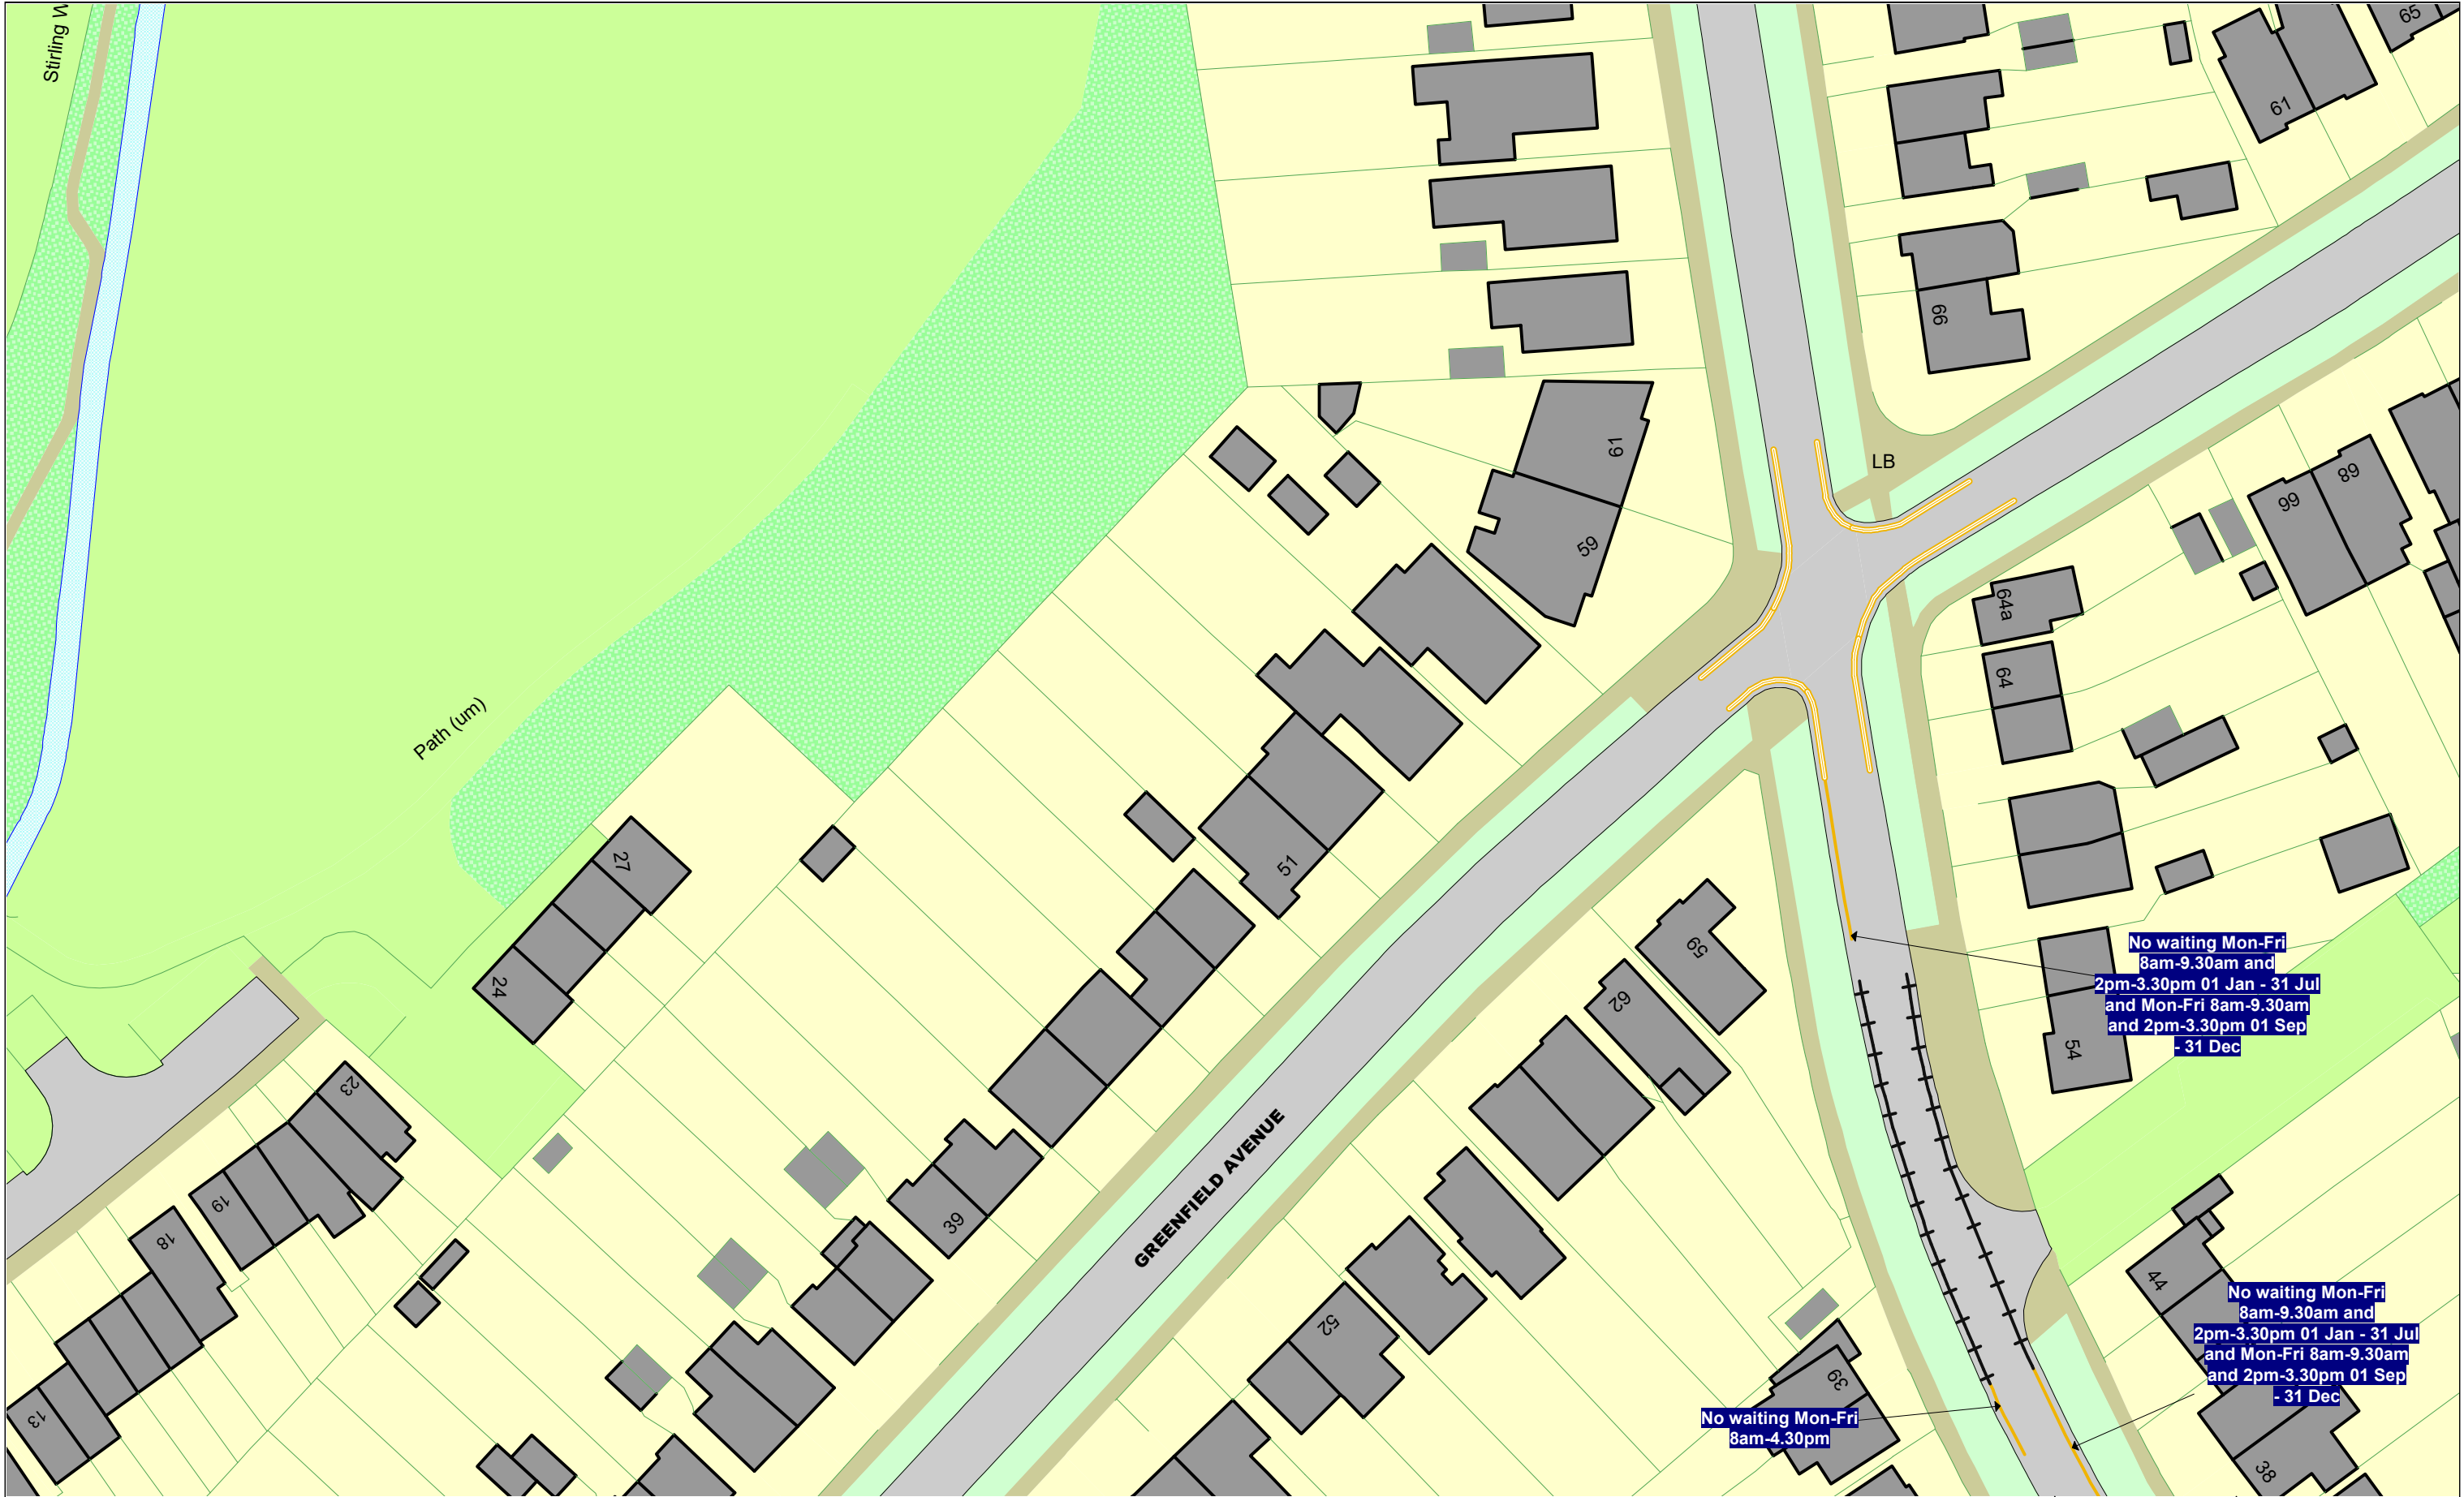 Stirling W
65
61
66
LB
61
59
99
89
64a
64
Path (um)
27
51
24
59
62
No waiting Mon-Fri
8am-9.30am and
2pm-3.30pm 01 Jan - 31 Jul
and Mon-Fri 8am-9.30am
and 2pm-3.30pm 01 Sep
- 31 Dec
54
23
19
18
39
GREENFIELD AVENUE
44
No waiting Mon-Fri
8am-9.30am and
2pm-3.30pm 01 Jan - 31 Jul
and Mon-Fri 8am-9.30am
and 2pm-3.30pm 01 Sep
- 31 Dec
52
39
No waiting Mon-Fri
8am-4.30pm
13
38